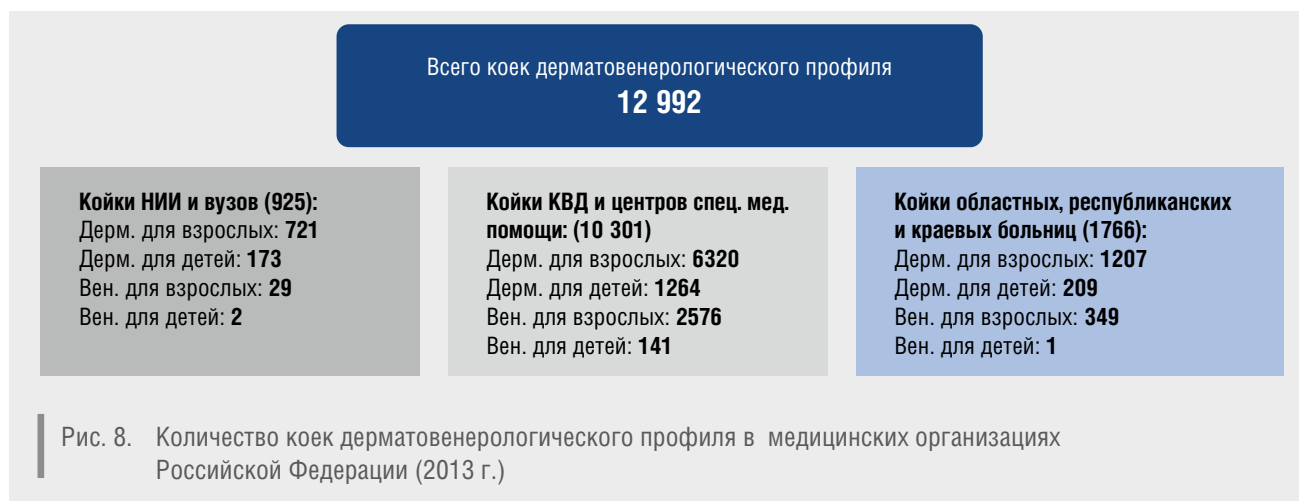 Всего коек дерматовенерологического профиля
12 992
Койки НИИ и вузов (925):
Дерм. для взрослых: 721
Дерм. для детей: 173
Вен. для взрослых: 29
Вен. для детей: 2
Койки КВД и центров спец. мед.
помощи: (10 301)
Дерм. для взрослых: 6320
Дерм. для детей: 1264
Вен. для взрослых: 2576
Вен. для детей: 141
Койки областных, республиканских
и краевых больниц (1766):
Дерм. для взрослых: 1207
Дерм. для детей: 209
Вен. для взрослых: 349
Вен. для детей: 1
Рис. 8. Количество коек дерматовенерологического профиля в медицинских организациях
Российской Федерации (2013 г.)